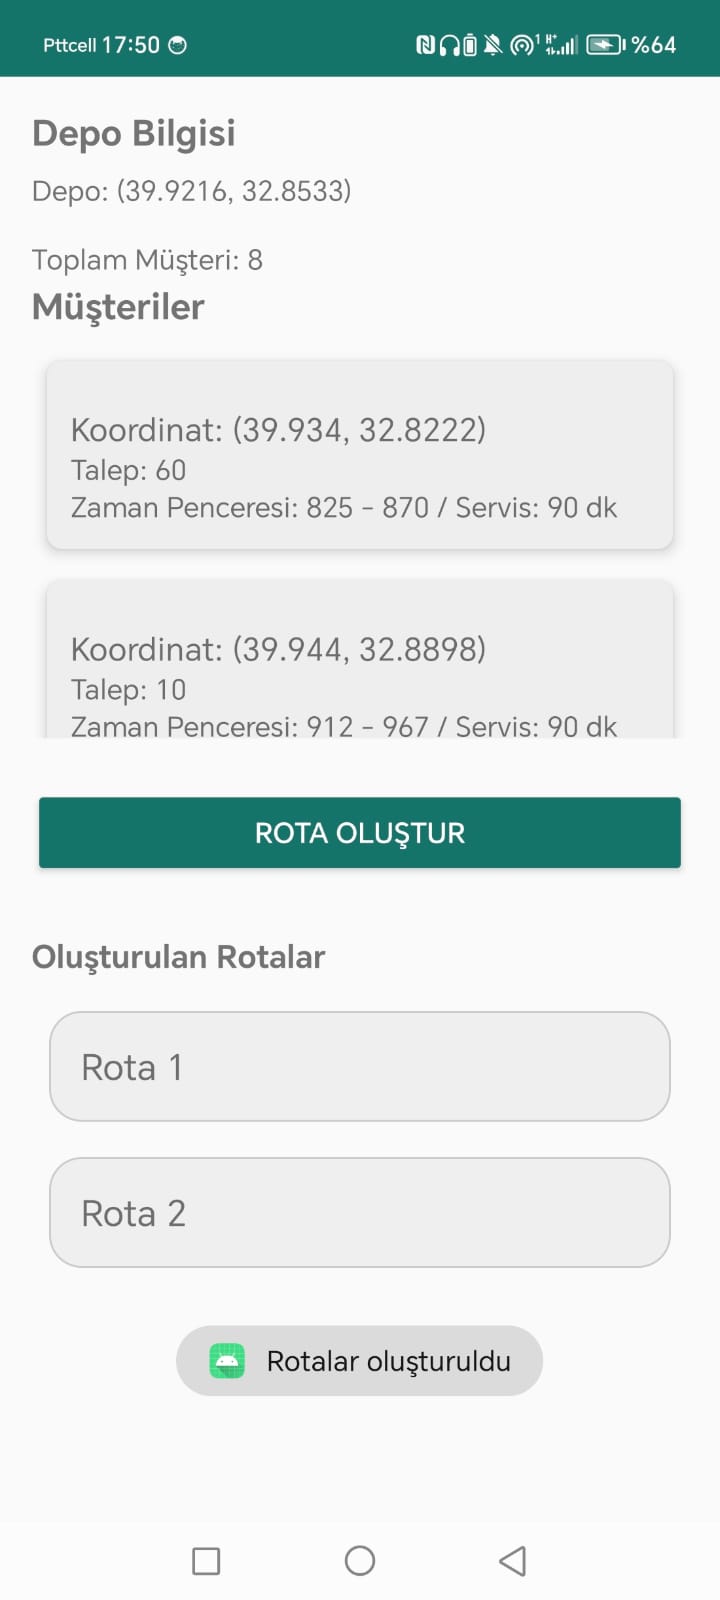 Pttcell 17:50 %64
Depo Bilgisi
Depo: (39.9216, 32.8533)
Toplam Müşteri: 8
Müşteriler
Koordinat: (39.934, 32.8222)
Talep: 60
Zaman Penceresi: 825 - 870 / Servis: 90 dk
Koordinat: (39.944, 32.8898)
Talep: 10
Zaman Penceresi: 912 - 967 / Servis: 90 dk
ROTA OLUŞTUR
Oluşturulan Rotalar
Rota 1
Rota 2
Rotalar oluşturuldu